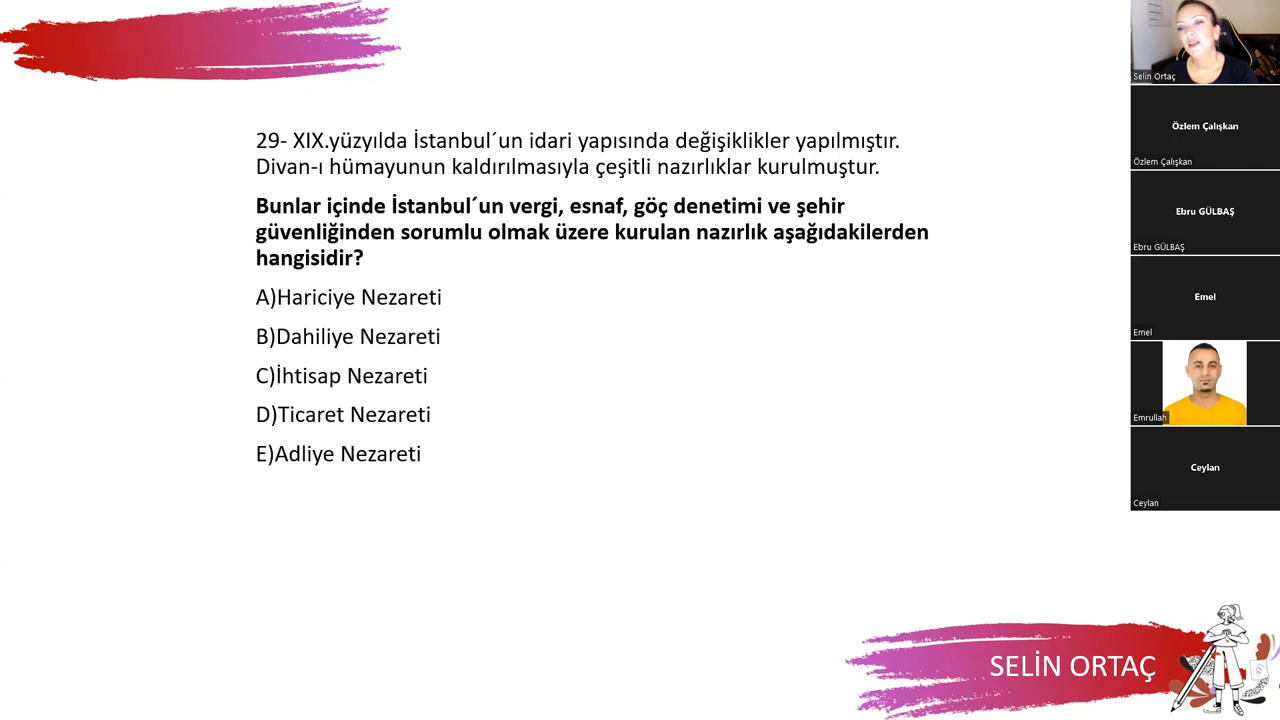 29- XIX.yüzyılda İstanbul´un idari yapısında değişiklikler yapılmıştır.
Divan-ı hümayunun kaldırılmasıyla çeşitli nazırlıklar kurulmuştur.
Bunlar içinde İstanbul´un vergi, esnaf, göç denetimi ve şehir
güvenliğinden sorumlu olmak üzere kurulan nazırlık aşağıdakilerden
hangisidir?
A)Hariciye Nezareti
B)Dahiliye Nezareti
C)İhtisap Nezareti
D)Ticaret Nezareti
E)Adliye Nezareti
SELİN ORTAÇ
Selin Ortaç
Özlem Çalışkan
Özlem Çalışkan
Ebru GÜLBAŞ
Ebru GÜLBAŞ
Emel
Emel
Emrullah
Ceylan
Ceylan